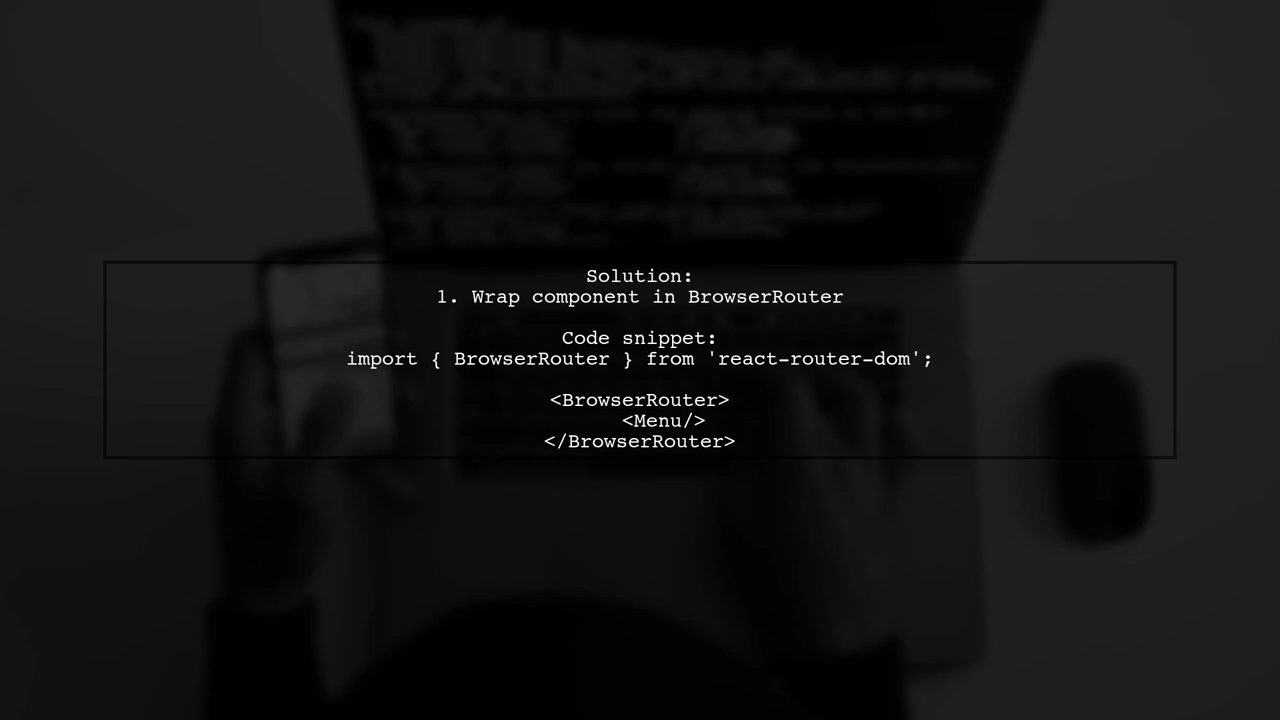 Solution:
1. Wrap component in BrowserRouter
Code snippet:
import { BrowserRouter } from 'react-router-dom';
<BrowserRouter>
<Menu/>
</BrowserRouter>